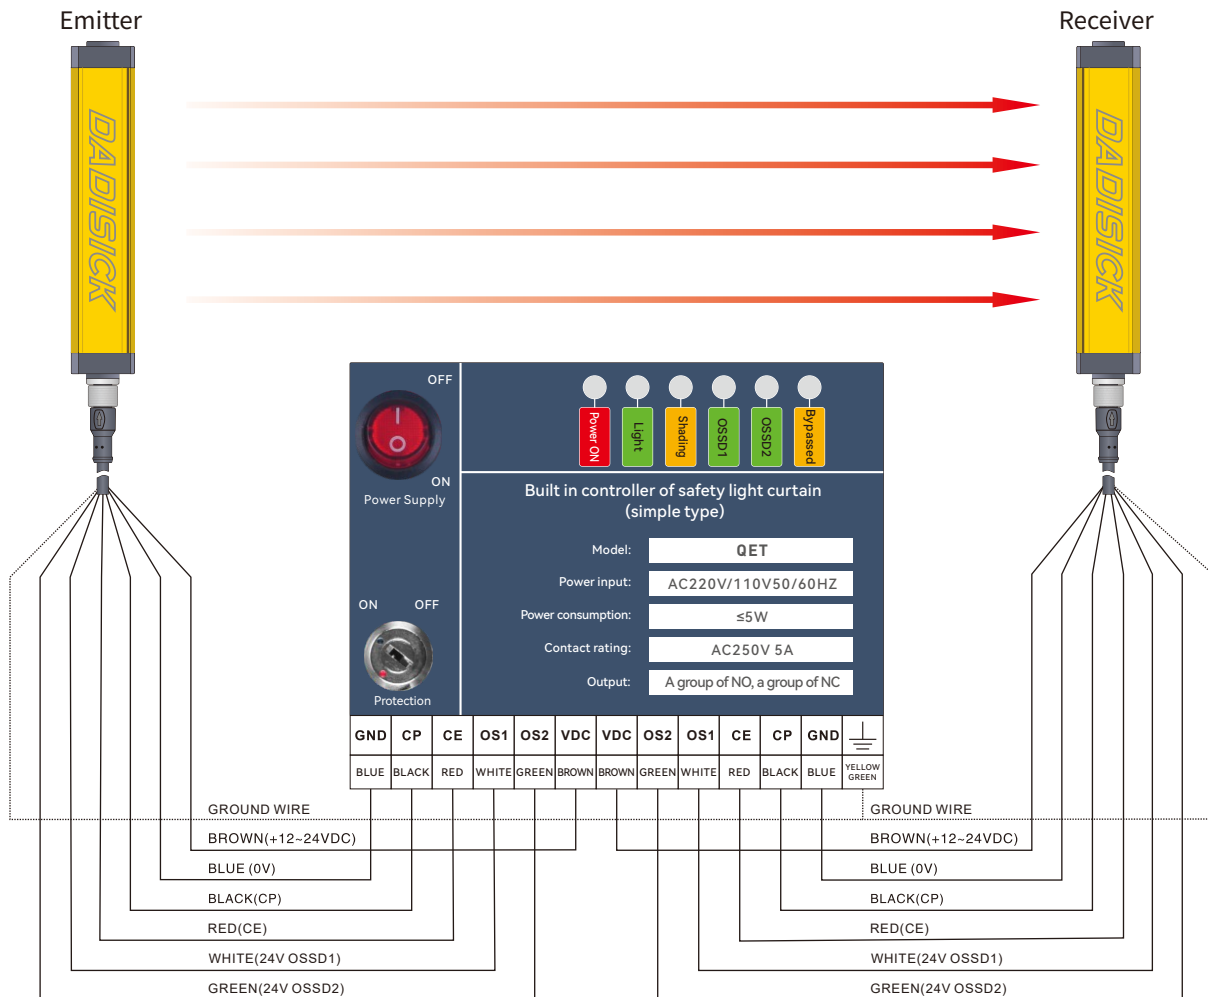 Emitter
Receiver
DADISICK
DADISICK
OFF
ON
Power Supply
Power ON
Light
Shading
OSSD1
OSSD2
Bypassed
Built in controller of safety light curtain
(simple type)
Model: QET
Power input: AC220V/110V50/60HZ
Power consumption: ≤5W
Contact rating: AC250V 5A
Output: A group of NO, a group of NC
ON OFF
Protection
GND CP CE OS1 OS2 VDC VDC OS2 OS1 CE CP GND
BLUE BLACK RED WHITE GREEN BROWN BROWN GREEN WHITE RED BLACK BLUE YELLOW
GREEN
GROUND WIRE GROUND WIRE
BROWN(+12~24VDC) BROWN(+12~24VDC)
BLUE (0V) BLUE (0V)
BLACK(CP) BLACK(CP)
RED(CE) RED(CE)
WHITE(24V OSSD1) WHITE(24V OSSD1)
GREEN(24V OSSD2) GREEN(24V OSSD2)